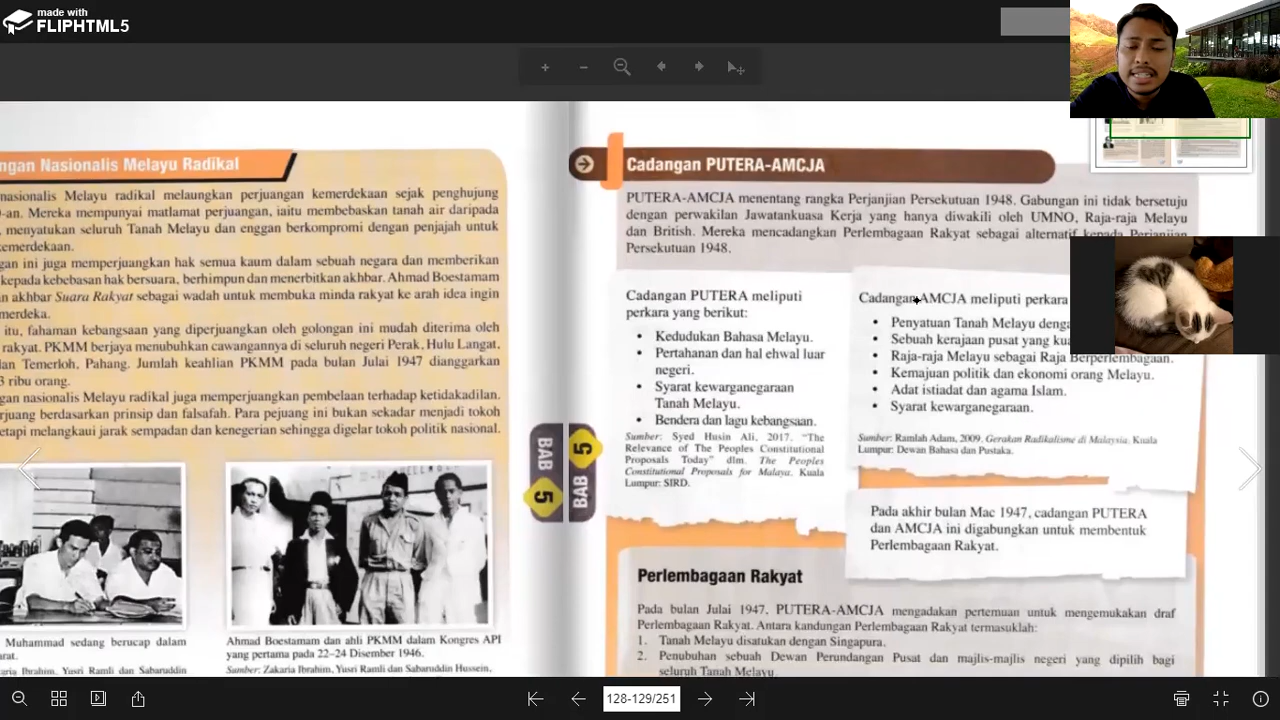 made with
FLIPHTML5
ngan Nasionalis Melayu Radikal
nasionalis Melayu radikal melaungkan perjuangan kemerdekaan sejak penghujung
-an. Mereka mempunyai matlamat perjuangan, iaitu membebaskan tanah air daripada
, menyatukan seluruh Tanah Melayu dan enggan berkompromi dengan penjajah untuk
kemerdekaan.
gan ini juga memperjuangkan hak semua kaum dalam sebuah negara dan memberikan
kepada kebebasan hak bersuara, berhimpun dan menerbitkan akhbar. Ahmad Boestamam
n akhbar Suara Rakyat sebagai wadah untuk membuka minda rakyat ke arah idea ingin
merdeka.
itu, fahaman kebangsaan yang diperjuangkan oleh golongan ini mudah diterima oleh
rakyat. PKMM berjaya menubuhkan cawangannya di seluruh negeri Perak, Hulu Langat,
lan Temerloh, Pahang. Jumlah keahlian PKMM pada bulan Julai 1947 dianggarkan
3 ribu orang.
gan nasionalis Melayu radikal juga memperjuangkan pembelaan terhadap ketidakadilan.
rjuang berdasarkan prinsip dan falsafah. Para pejuang ini bukan sekadar menjadi tokoh
etapi melangkaui jarak sempadan dan kenegerian sehingga digelar tokoh politik nasional.
Muhammad sedang berucap dalam
arat.
aria Ibrahim, Yusri Ramli dan Sabaruddin
Ahmad Boestamam dan ahli PKMM dalam Kongres API
yang pertama pada 22–24 Disember 1946.
Sumber: Zakaria Ibrahim, Yusri Ramli dan Sabaruddin Hussein,
BAB 5
5 BAB
Cadangan PUTERA-AMCJA
PUTERA-AMCJA menentang rangka Perjanjian Persekutuan 1948. Gabungan ini tidak bersetuju
dengan perwakilan Jawatankuasa Kerja yang hanya diwakili oleh UMNO, Raja-raja Melayu
dan British. Mereka mencadangkan Perlembagaan Rakyat sebagai alternatif kepada Perjanjian
Persekutuan 1948.
Cadangan PUTERA meliputi
perkara yang berikut:
• Kedudukan Bahasa Melayu.
• Pertahanan dan hal ehwal luar
negeri.
• Syarat kewarganegaraan
Tanah Melayu.
• Bendera dan lagu kebangsaan.
Sumber: Syed Husin Ali, 2017. "The
Relevance of The Peoples Constitutional
Proposals Today" dlm. The Peoples
Constitutional Proposals for Malaya. Kuala
Lumpur: SIRD.
Cadangan AMCJA meliputi perkara
• Penyatuan Tanah Melayu denga
• Sebuah kerajaan pusat yang kua
• Raja-raja Melayu sebagai Raja Berperlembagaan.
• Kemajuan politik dan ekonomi orang Melayu.
• Adat istiadat dan agama Islam.
• Syarat kewarganegaraan.
Sumber: Ramlah Adam, 2009. Gerakan Radikalisme di Malaysia. Kuala
Lumpur: Dewan Bahasa dan Pustaka.
Pada akhir bulan Mac 1947, cadangan PUTERA
dan AMCJA ini digabungkan untuk membentuk
Perlembagaan Rakyat.
Perlembagaan Rakyat
Pada bulan Julai 1947, PUTERA-AMCJA mengadakan pertemuan untuk mengemukakan draf
Perlembagaan Rakyat. Antara kandungan Perlembagaan Rakyat termasuklah:
1. Tanah Melayu disatukan dengan Singapura.
2. Penubuhan sebuah Dewan Perundangan Pusat dan majlis-majlis negeri yang dipilih bagi
seluruh Tanah Melayu.
128-129/251